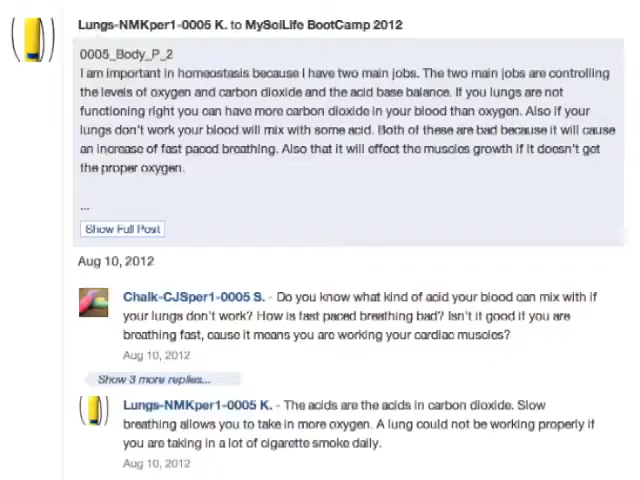 Lungs-NMKper1-0005 K. to MySciLife BootCamp 2012
0005_Body_P_2
I am important in homeostasis because I have two main jobs. The two main jobs are controlling
the levels of oxygen and carbon dioxide and the acid base balance. If you lungs are not
functioning right you can have more carbon dioxide in your blood than oxygen. Also if your
lungs don't work your blood will mix with some acid. Both of these are bad because it will cause
an increase of fast paced breathing. Also that it will effect the muscles growth if it doesn't get
the proper oxygen.
...
Show Full Post
Aug 10, 2012
Chalk-CJSper1-0005 S. - Do you know what kind of acid your blood can mix with if
your lungs don't work? How is fast paced breathing bad? Isn't it good if you are
breathing fast, cause it means you are working your cardiac muscles?
Aug 10, 2012
Show 3 more replies...
Lungs-NMKper1-0005 K. - The acids are the acids in carbon dioxide. Slow
breathing allows you to take in more oxygen. A lung could not be working properly if
you are taking in a lot of cigarette smoke daily.
Aug 10, 2012